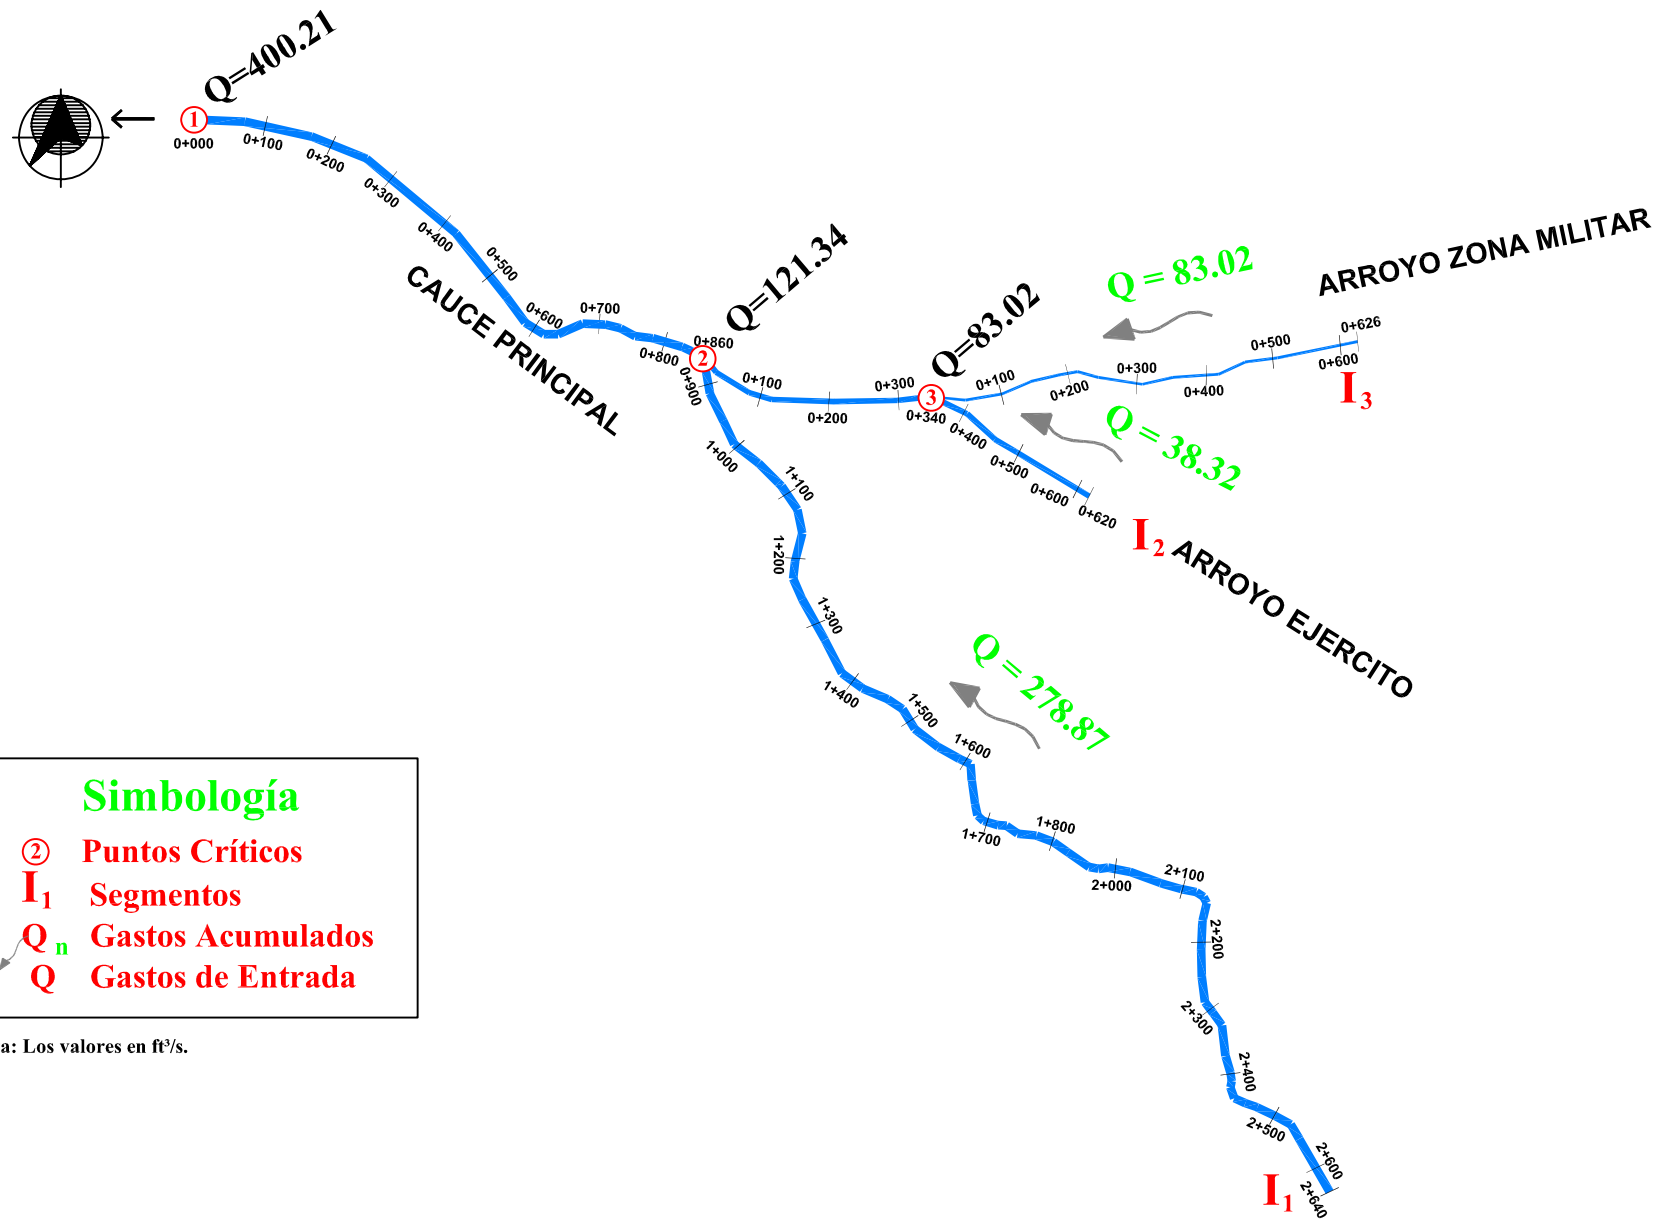 Q=400.21
1
0+000
0+100
0+200
0+300
0+400
0+500
0+600
0+700
0+800
0+860
2
0+900
CAUCE PRINCIPAL
Q=121.34
0+100
0+200
0+300
0+340
3
Q=83.02
0+100
0+200
0+300
0+400
0+500
0+600
0+626
Q = 83.02
ARROYO ZONA MILITAR
I3
0+400
0+500
0+600
0+620
Q = 38.32
I2 ARROYO EJERCITO
1+000
1+100
1+200
1+300
1+400
1+500
1+600
1+700
1+800
2+000
2+100
2+200
2+300
2+400
2+500
2+600
2+640
Q = 278.87
I1
Simbología
2 Puntos Críticos
I1 Segmentos
Q n Gastos Acumulados
Q Gastos de Entrada
a: Los valores en ft³/s.